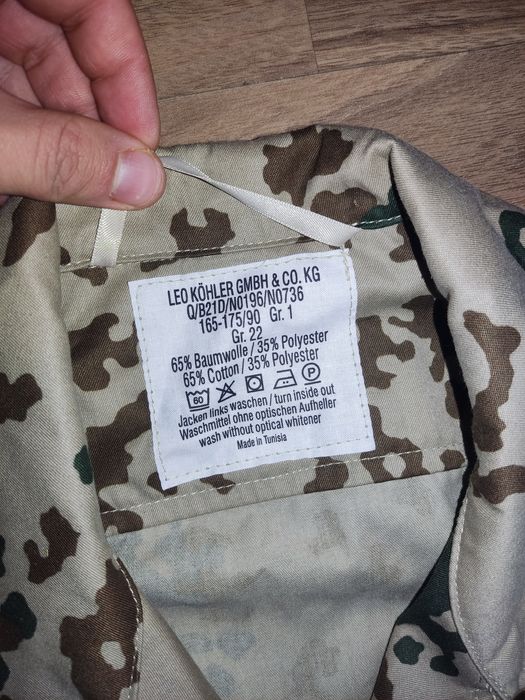 LEO KÖHLER GMBH & CO. KG
Q/B21D/N0196/N0736
165-175/90 Gr. 1
Gr. 22
65% Baumwolle / 35% Polyester
65% Cotton / 35% Polyester
60 P
Jacken links waschen / turn inside out
Waschmittel ohne optischen Aufheller
wash without optical whitener
Made in Tunisia